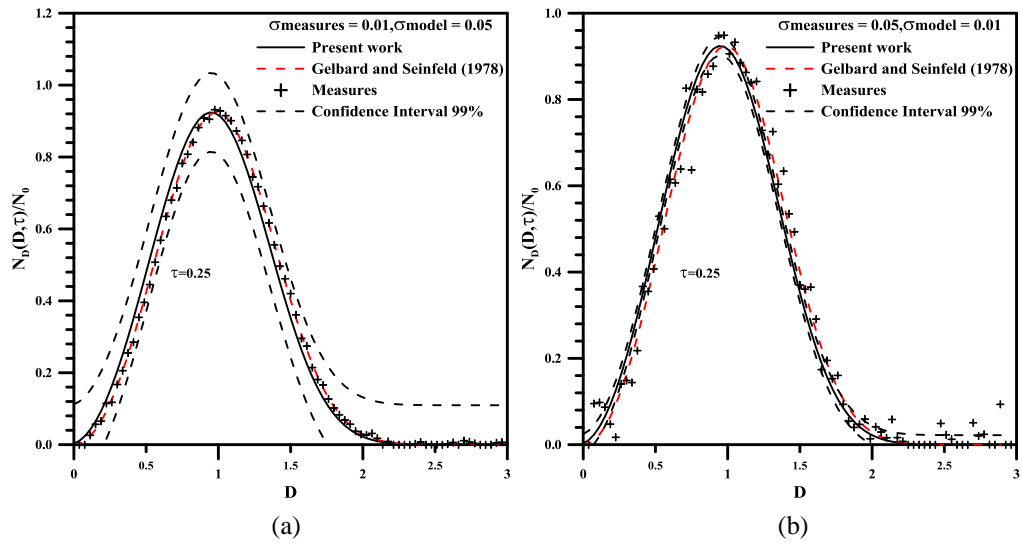 σmeasures = 0.01,σmodel = 0.05
Present work
Gelbard and Seinfeld (1978)
Measures
Confidence Interval 99%
N_D(D,τ)/N_0
1.2
1.0
0.8
0.6
0.4
0.2
0.0
τ=0.25
0
0.5
1
1.5
2
2.5
3
D
(a)
σmeasures = 0.05,σmodel = 0.01
Present work
Gelbard and Seinfeld (1978)
Measures
Confidence Interval 99%
N_D(D,τ)/N_0
1.0
0.8
0.6
0.4
0.2
0.0
τ=0.25
0
0.5
1
1.5
2
2.5
3
D
(b)